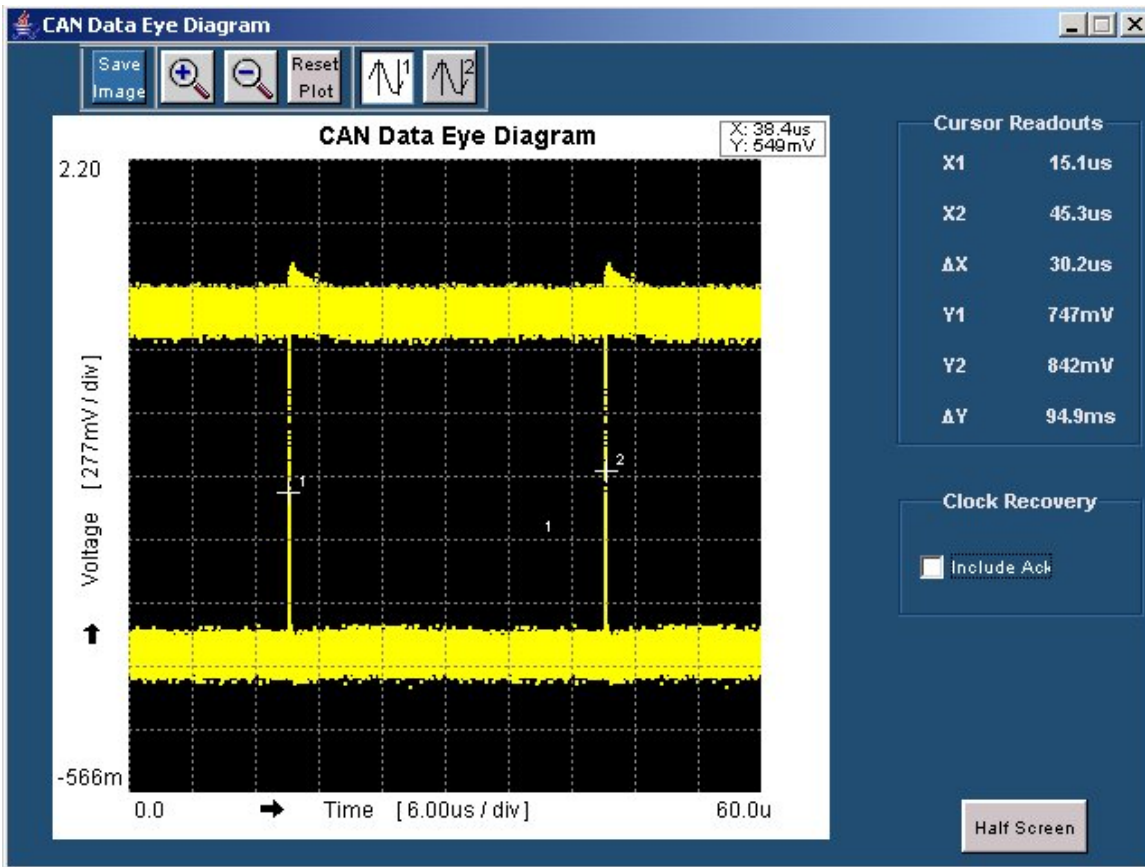 CAN Data Eye Diagram
Save Image
Reset Plot
1
2
CAN Data Eye Diagram
X: 38.4us
Y: 549mV
2.20
Voltage [ 277mV / div ]
-566m
1
2
1
0.0
Time [ 6.00us / div ]
60.0u
Cursor Readouts
X1 15.1us
X2 45.3us
ΔX 30.2us
Y1 747mV
Y2 842mV
ΔY 94.9ms
Clock Recovery
Include Ack
Half Screen